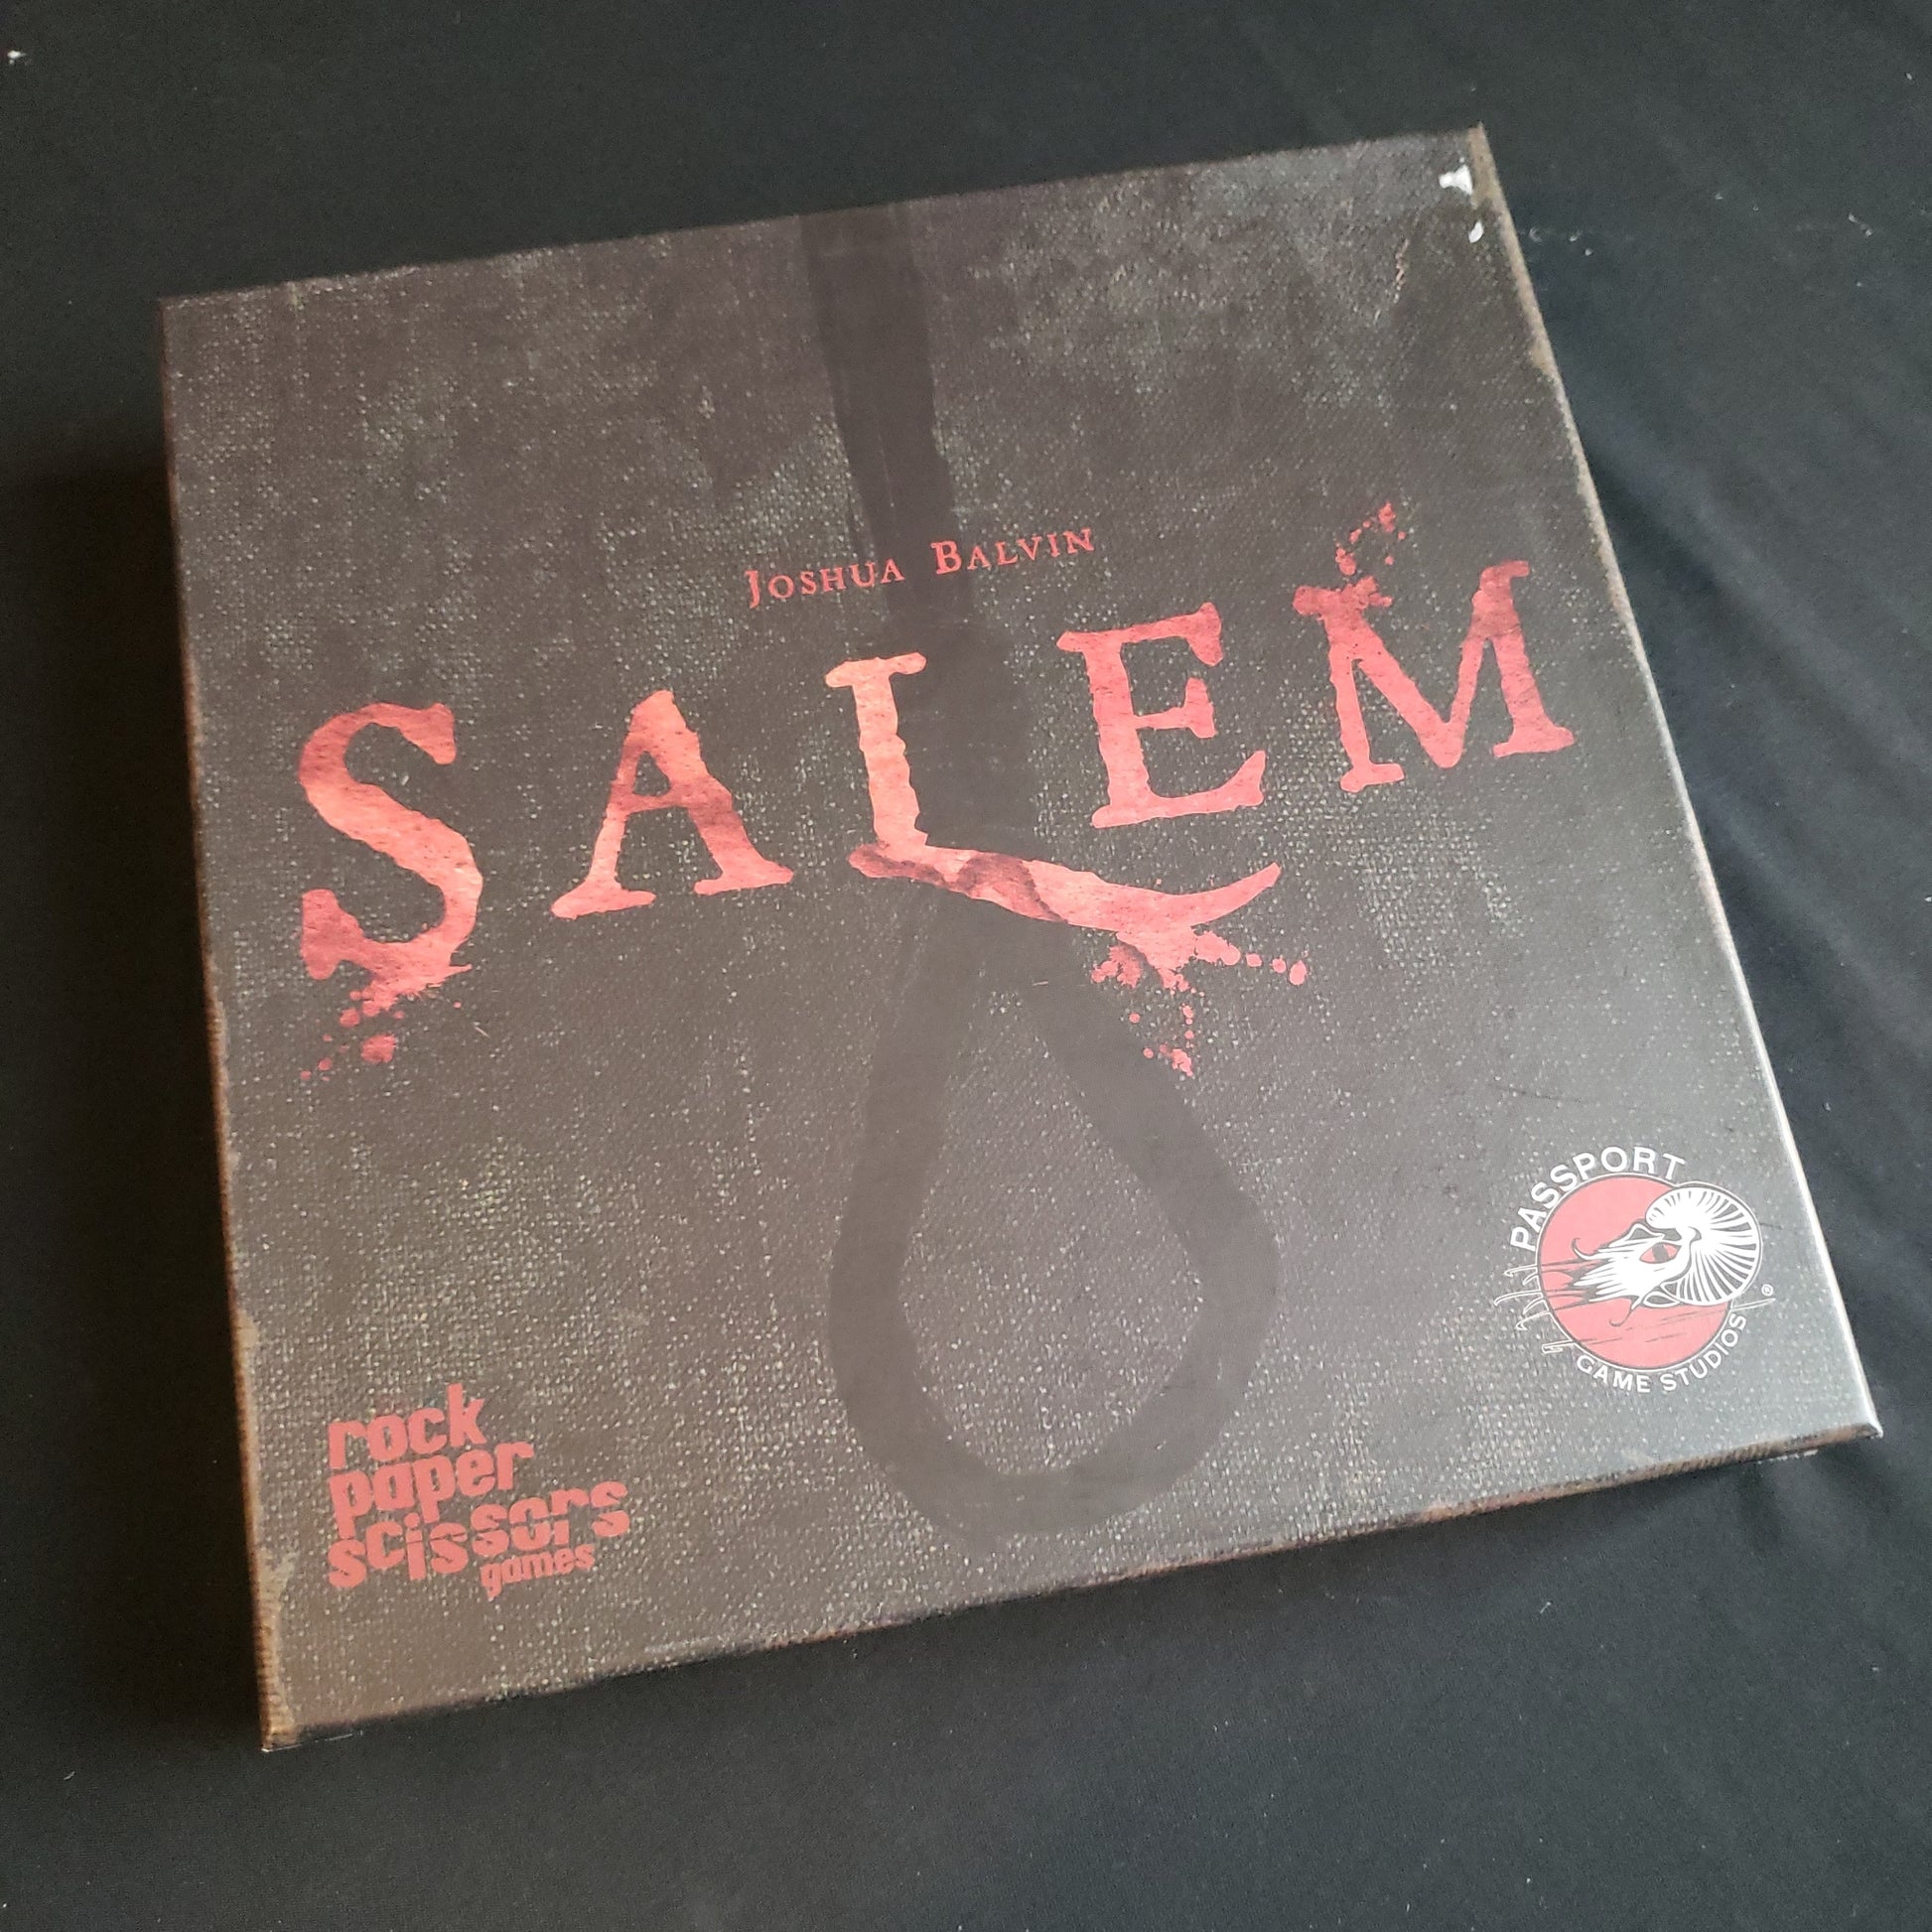 JOSHUA BALVIN
SALEM
PASSPORT
GAME STUDIOS
®
rock
paper
scissors
games